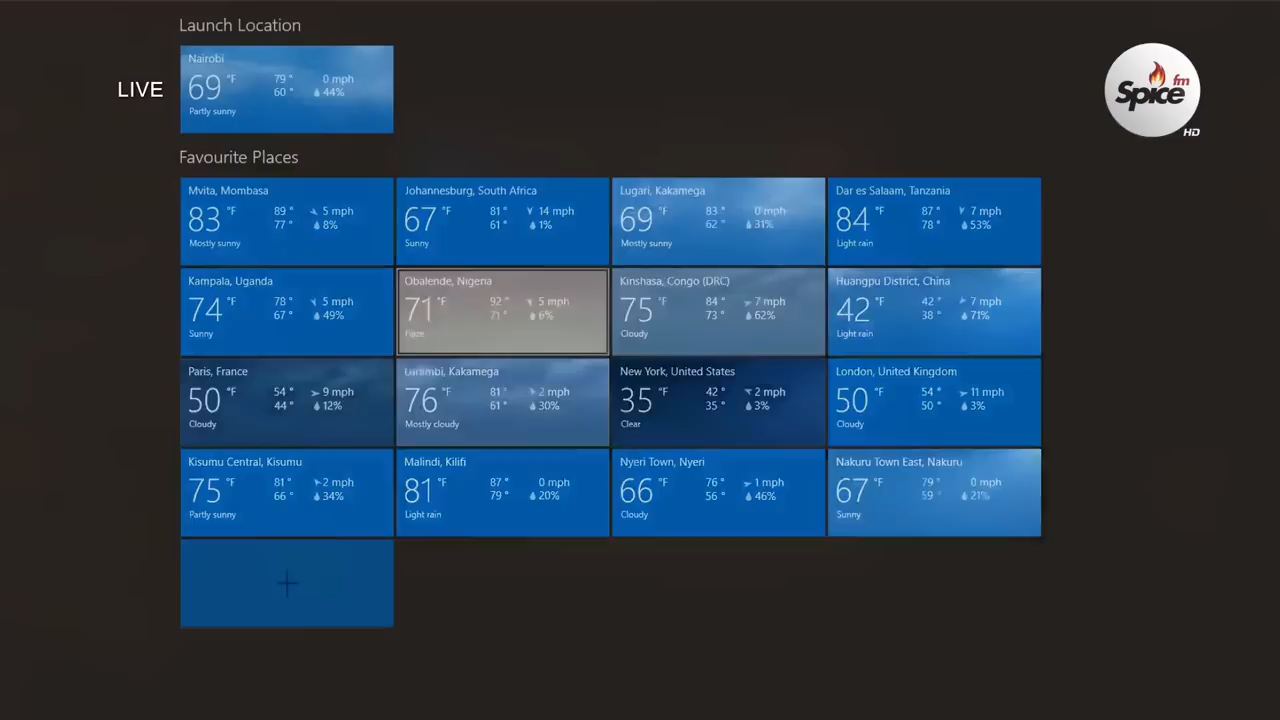 Launch Location
LIVE
Nairobi
69 °F 79 ° 0 mph
60 ° 44%
Partly sunny
Spice fm
HD
Favourite Places
Mvita, Mombasa
83 °F 89 ° 5 mph
77 ° 8%
Mostly sunny
Johannesburg, South Africa
67 °F 81 ° 14 mph
61 ° 1%
Sunny
Lugari, Kakamega
69 °F 83 ° 0 mph
62 ° 31%
Mostly sunny
Dar es Salaam, Tanzania
84 °F 87 ° 7 mph
78 ° 53%
Light rain
Kampala, Uganda
74 °F 78 ° 5 mph
67 ° 49%
Sunny
Obalende, Nigeria
71 °F 92 ° 5 mph
71 ° 6%
Haze
Kinshasa, Congo (DRC)
75 °F 84 ° 7 mph
73 ° 62%
Cloudy
Huangpu District, China
42 °F 42 ° 7 mph
38 ° 71%
Light rain
Paris, France
50 °F 54 ° 9 mph
44 ° 12%
Cloudy
Lurambi, Kakamega
76 °F 81 ° 2 mph
61 ° 30%
Mostly cloudy
New York, United States
35 °F 42 ° 2 mph
35 ° 3%
Clear
London, United Kingdom
50 °F 54 ° 11 mph
50 ° 3%
Cloudy
Kisumu Central, Kisumu
75 °F 81 ° 2 mph
66 ° 34%
Partly sunny
Malindi, Kilifi
81 °F 87 ° 0 mph
79 ° 20%
Light rain
Nyeri Town, Nyeri
66 °F 76 ° 1 mph
56 ° 46%
Cloudy
Nakuru Town East, Nakuru
67 °F 79 ° 0 mph
59 ° 21%
Sunny